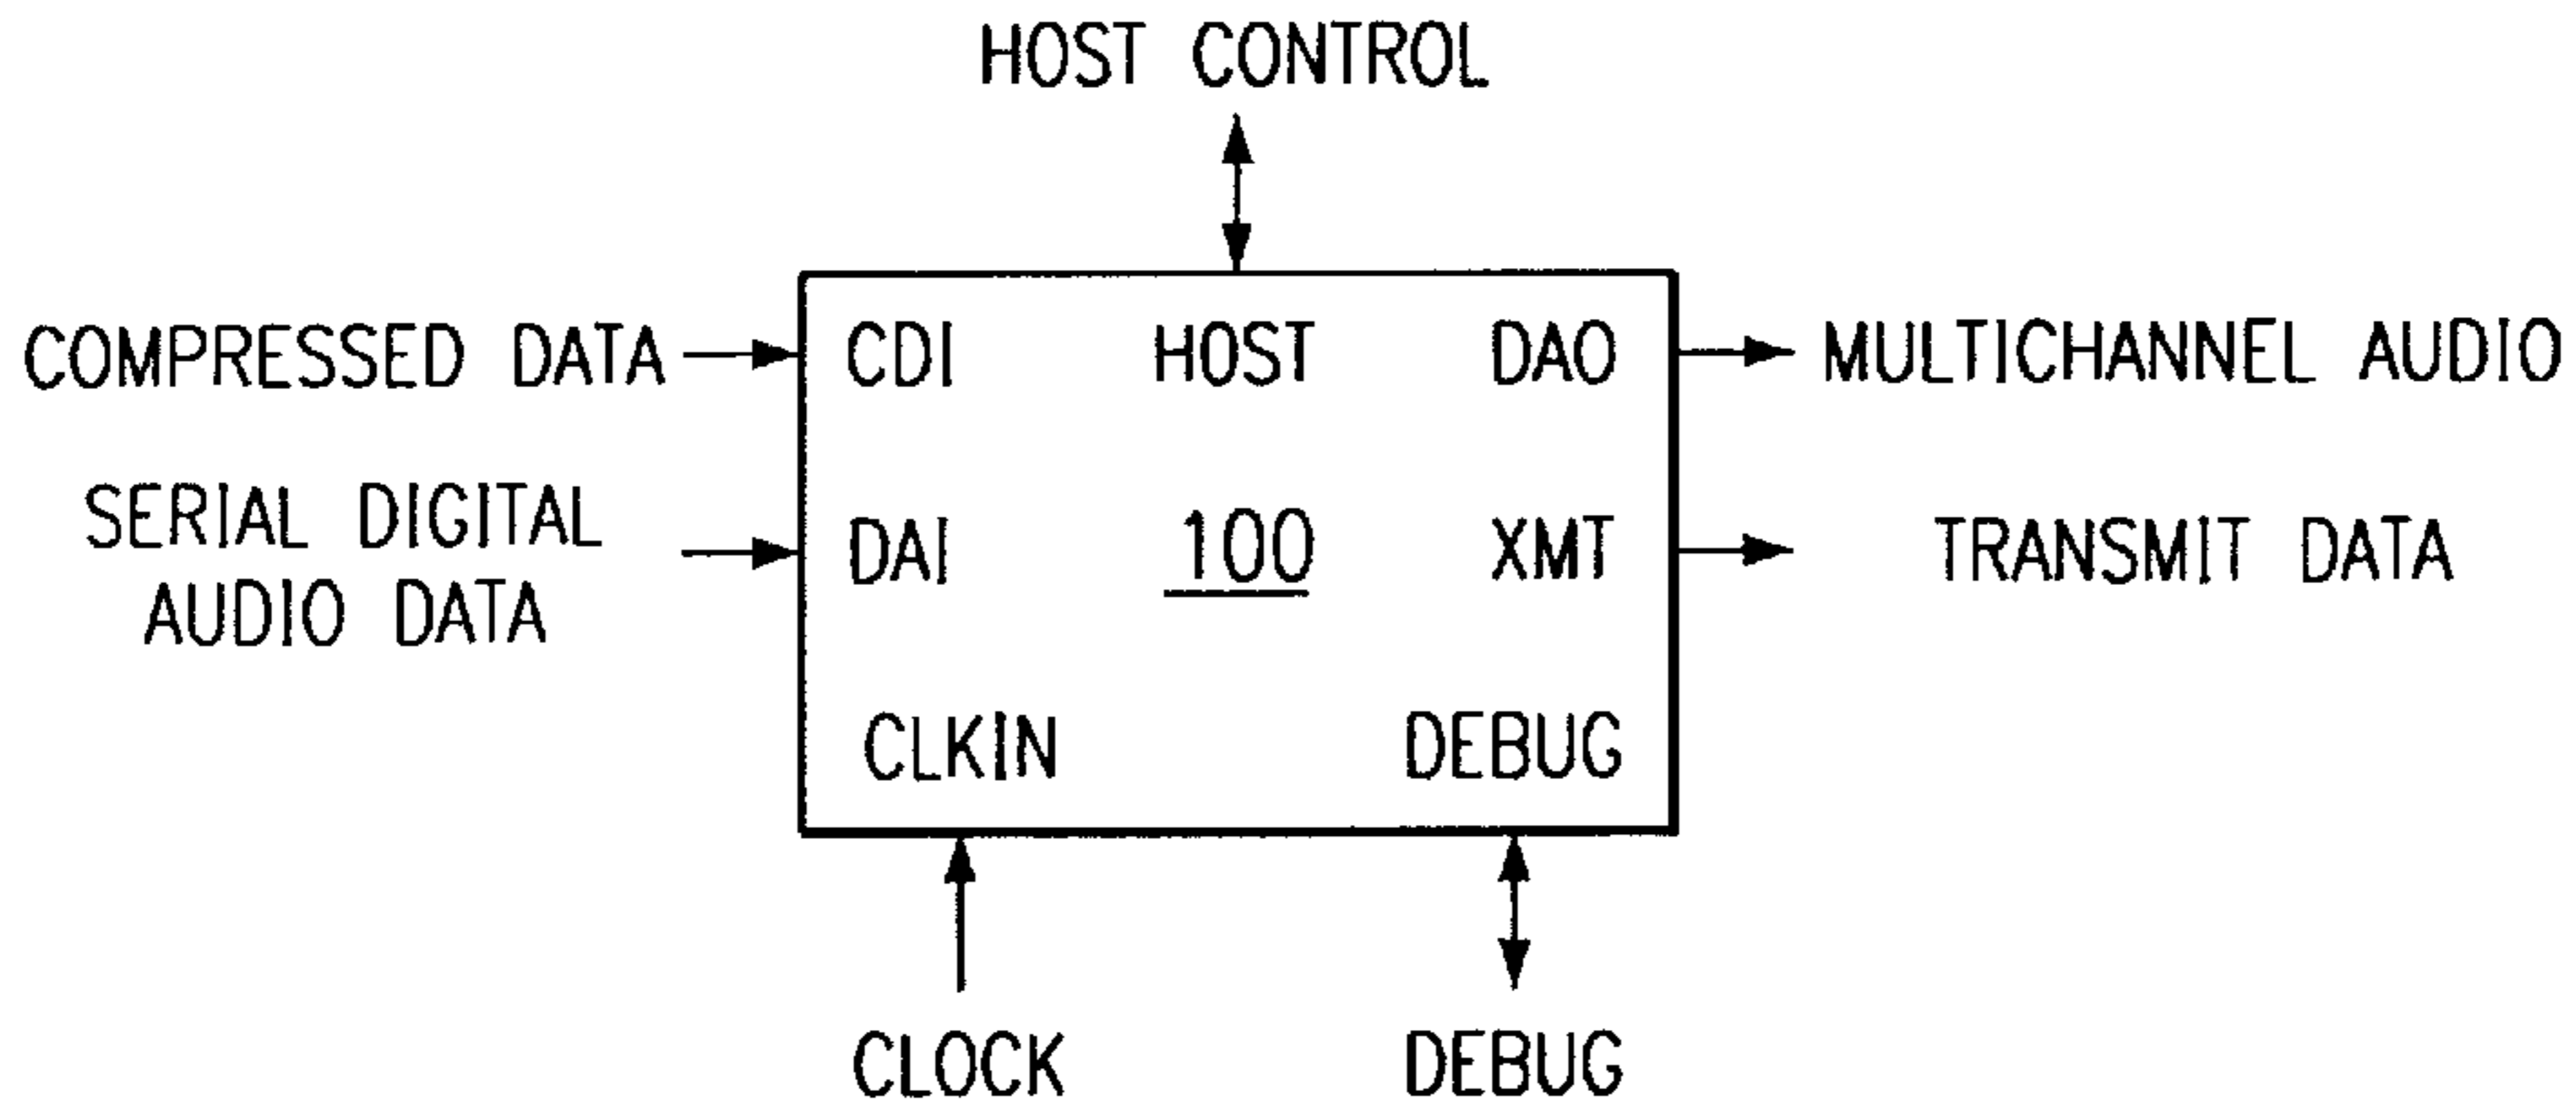 HOST CONTROL
COMPRESSED DATA
CDI HOST DAO
MULTICHANNEL AUDIO
SERIAL DIGITAL
AUDIO DATA
DAI 100 XMT
TRANSMIT DATA
CLKIN DEBUG
CLOCK DEBUG